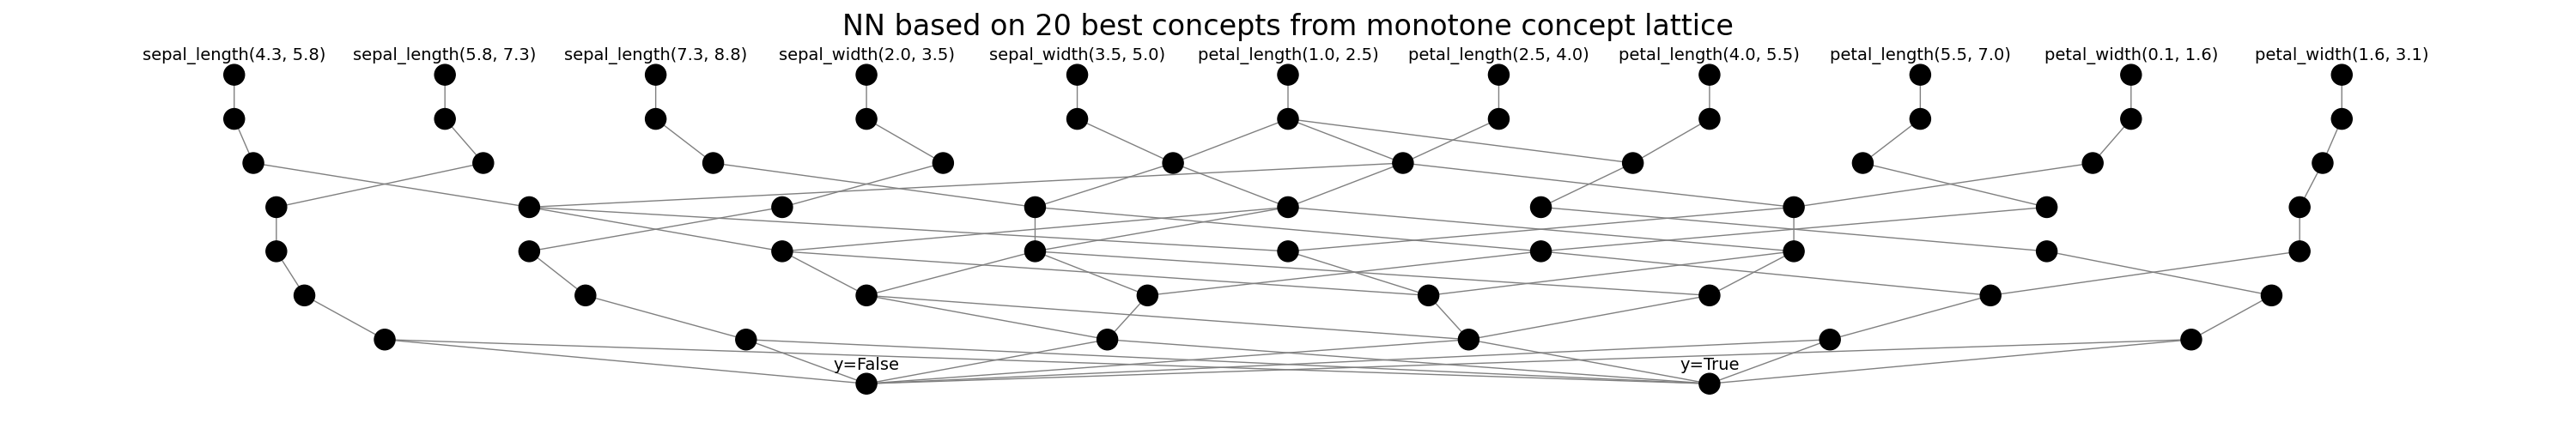 NN based on 20 best concepts from monotone concept lattice
sepal_length(4.3, 5.8) sepal_length(5.8, 7.3) sepal_length(7.3, 8.8) sepal_width(2.0, 3.5) sepal_width(3.5, 5.0) petal_length(1.0, 2.5) petal_length(2.5, 4.0) petal_length(4.0, 5.5) petal_length(5.5, 7.0) petal_width(0.1, 1.6) petal_width(1.6, 3.1)
y=False y=True